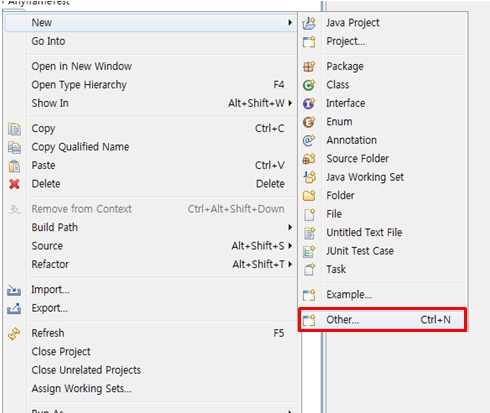 AnyframeTest
New
Go Into
Open in New Window
Open Type Hierarchy F4
Show In Alt+Shift+W
Copy Ctrl+C
Copy Qualified Name
Paste Ctrl+V
Delete Delete
Remove from Context Ctrl+Alt+Shift+Down
Build Path
Source Alt+Shift+S
Refactor Alt+Shift+T
Import...
Export...
Refresh F5
Close Project
Close Unrelated Projects
Assign Working Sets...
Run As
Java Project
Project...
Package
Class
Interface
Enum
Annotation
Source Folder
Java Working Set
Folder
File
Untitled Text File
JUnit Test Case
Task
Example...
Other... Ctrl+N